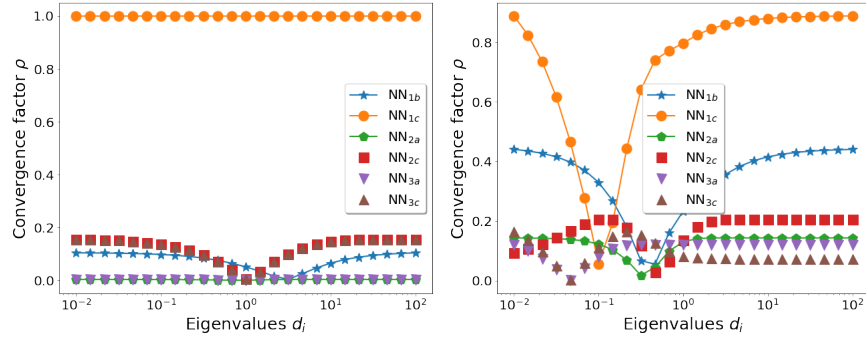 1.0
0.8
0.6
0.4
0.2
0.0
Convergence factor ρ
NN1b
NN1c
NN2a
NN2c
NN3a
NN3c
10−2
10−1
100
101
102
Eigenvalues di
0.8
0.6
0.4
0.2
0.0
Convergence factor ρ
NN1b
NN1c
NN2a
NN2c
NN3a
NN3c
10−2
10−1
100
101
102
Eigenvalues di